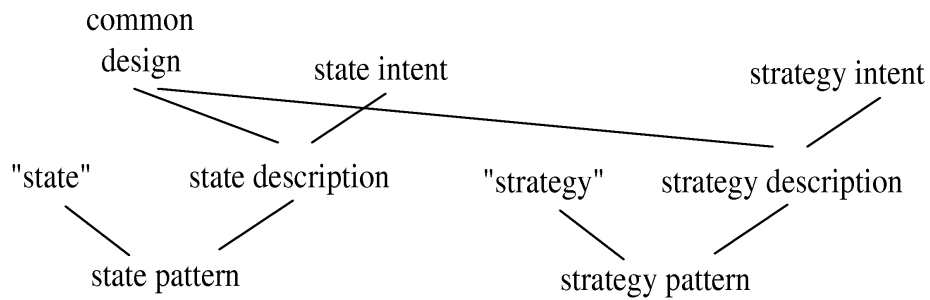 common
design
state intent
strategy intent
"state"
state description
"strategy"
strategy description
state pattern
strategy pattern